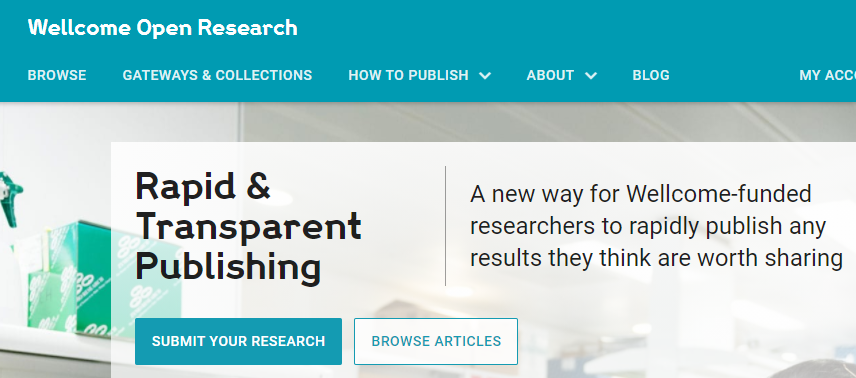 Wellcome Open Research
BROWSE GATEWAYS & COLLECTIONS HOW TO PUBLISH ABOUT BLOG MY ACCO
Rapid &
Transparent
Publishing
A new way for Wellcome-funded
researchers to rapidly publish any
results they think are worth sharing
SUBMIT YOUR RESEARCH BROWSE ARTICLES